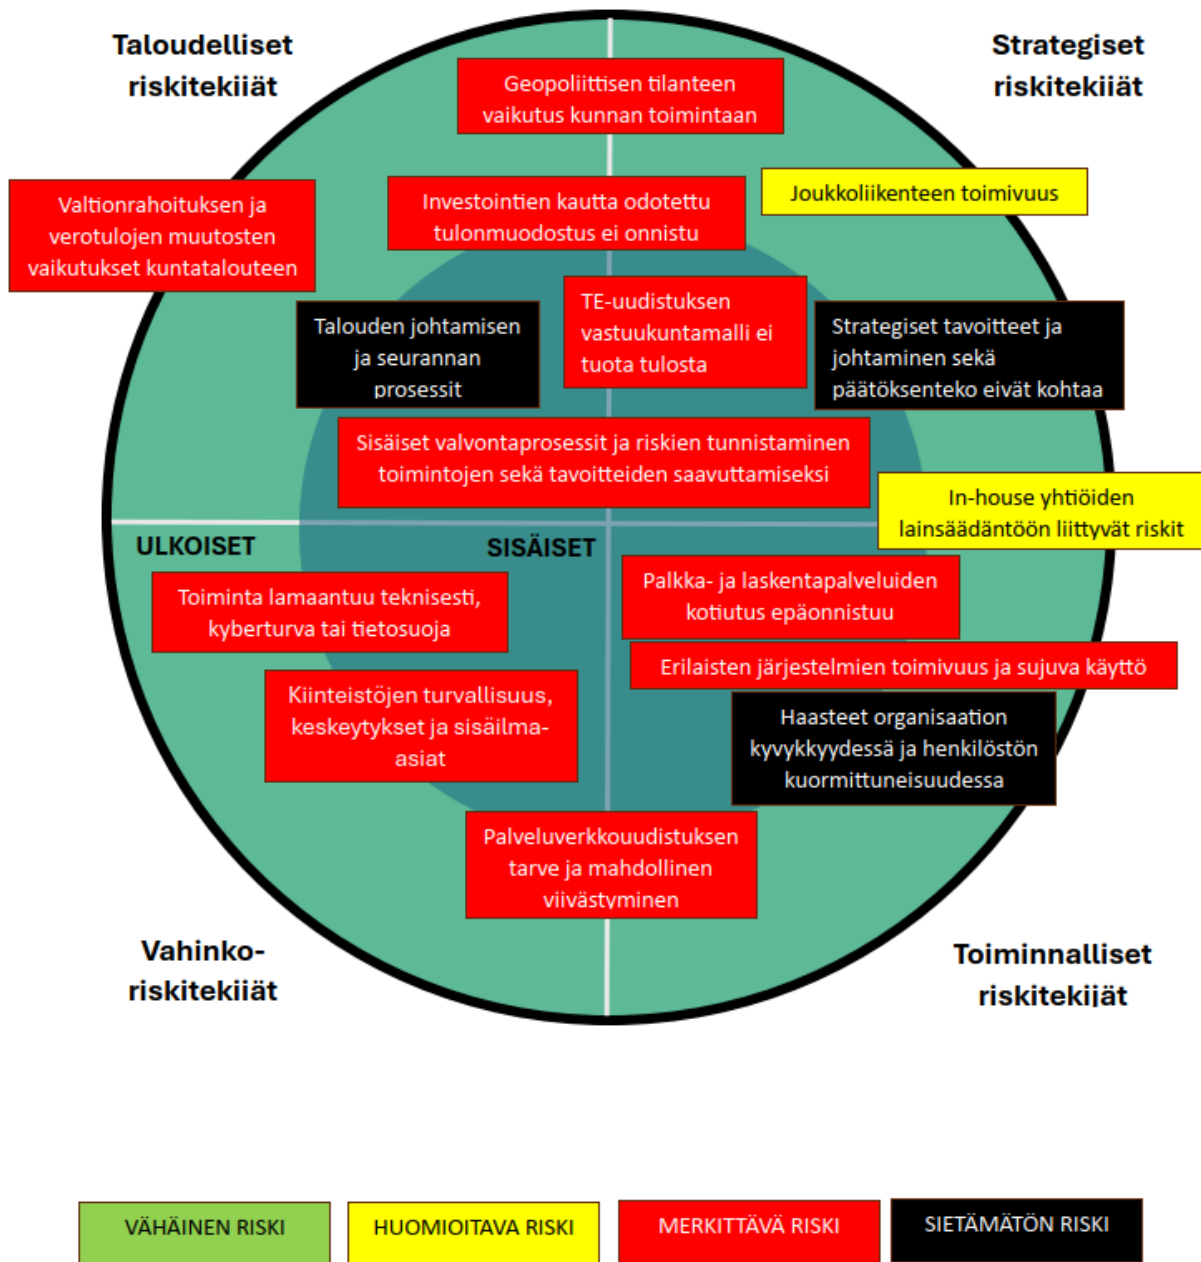 Taloudelliset
riskitekijät
Strategiset
riskitekijät
Geopoliittisen tilanteen
vaikutus kunnan toimintaan
Valtionrahoituksen ja
verotulojen muutosten
vaikutukset kuntatalouteen
Investointien kautta odotettu
tulonmuodostus ei onnistu
Joukkoliikenteen toimivuus
Talouden johtamisen
ja seurannan
prosessit
TE-uudistuksen
vastuukuntamalli ei
tuota tulosta
Strategiset tavoitteet ja
johtaminen sekä
päätöksenteko eivät kohtaa
Sisäiset valvontaprosessit ja riskien tunnistaminen
toimintojen sekä tavoitteiden saavuttamiseksi
In-house yhtiöiden
lainsäädäntöön liittyvät riskit
ULKOISET
SISÄISET
Toiminta lamaantuu teknisesti,
kyberturva tai tietosuoja
Palkka- ja laskentapalveluiden
kotiutus epäonnistuu
Erilaisten järjestelmien toimivuus ja sujuva käyttö
Kiinteistöjen turvallisuus,
keskeytykset ja sisäilma-
asiat
Haasteet organisaation
kyvykkyydessä ja henkilöstön
kuormittuneisuudessa
Palveluverkkouudistuksen
tarve ja mahdollinen
viivästyminen
Vahinko-
riskitekijät
Toiminnalliset
riskitekijät
VÄHÄINEN RISKI
HUOMIOITAVA RISKI
MERKITTÄVÄ RISKI
SIETÄMÄTÖN RISKI